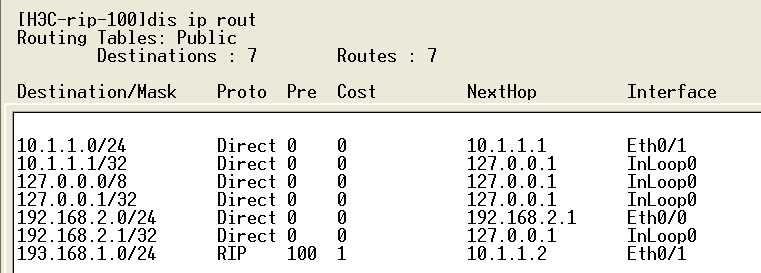 [H3C-rip-100]dis ip rout
Routing Tables: Public
Destinations : 7 Routes : 7
Destination/Mask Proto Pre Cost NextHop Interface
10.1.1.0/24 Direct 0 0 10.1.1.1 Eth0/1
10.1.1.1/32 Direct 0 0 127.0.0.1 InLoop0
127.0.0.0/8 Direct 0 0 127.0.0.1 InLoop0
127.0.0.1/32 Direct 0 0 127.0.0.1 InLoop0
192.168.2.0/24 Direct 0 0 192.168.2.1 Eth0/0
192.168.2.1/32 Direct 0 0 127.0.0.1 InLoop0
193.168.1.0/24 RIP 100 1 10.1.1.2 Eth0/1